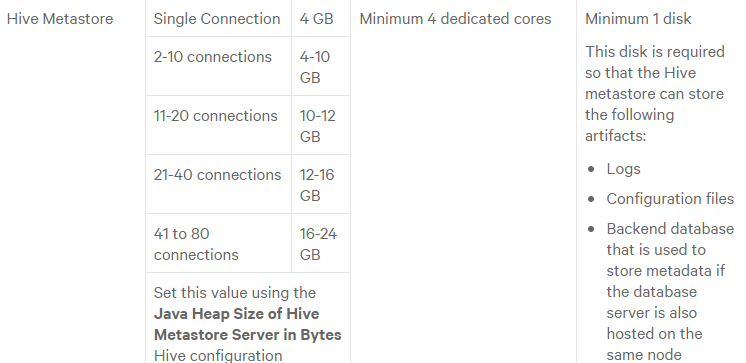 Hive Metastore
Single Connection
4 GB
2-10 connections
4-10
GB
11-20 connections
10-12
GB
21-40 connections
12-16
GB
41 to 80
connections
16-24
GB
Set this value using the
Java Heap Size of Hive
Metastore Server in Bytes
Hive configuration
Minimum 4 dedicated cores
Minimum 1 disk
This disk is required
so that the Hive
metastore can store
the following
artifacts:
• Logs
• Configuration files
• Backend database
that is used to
store metadata if
the database
server is also
hosted on the
same node